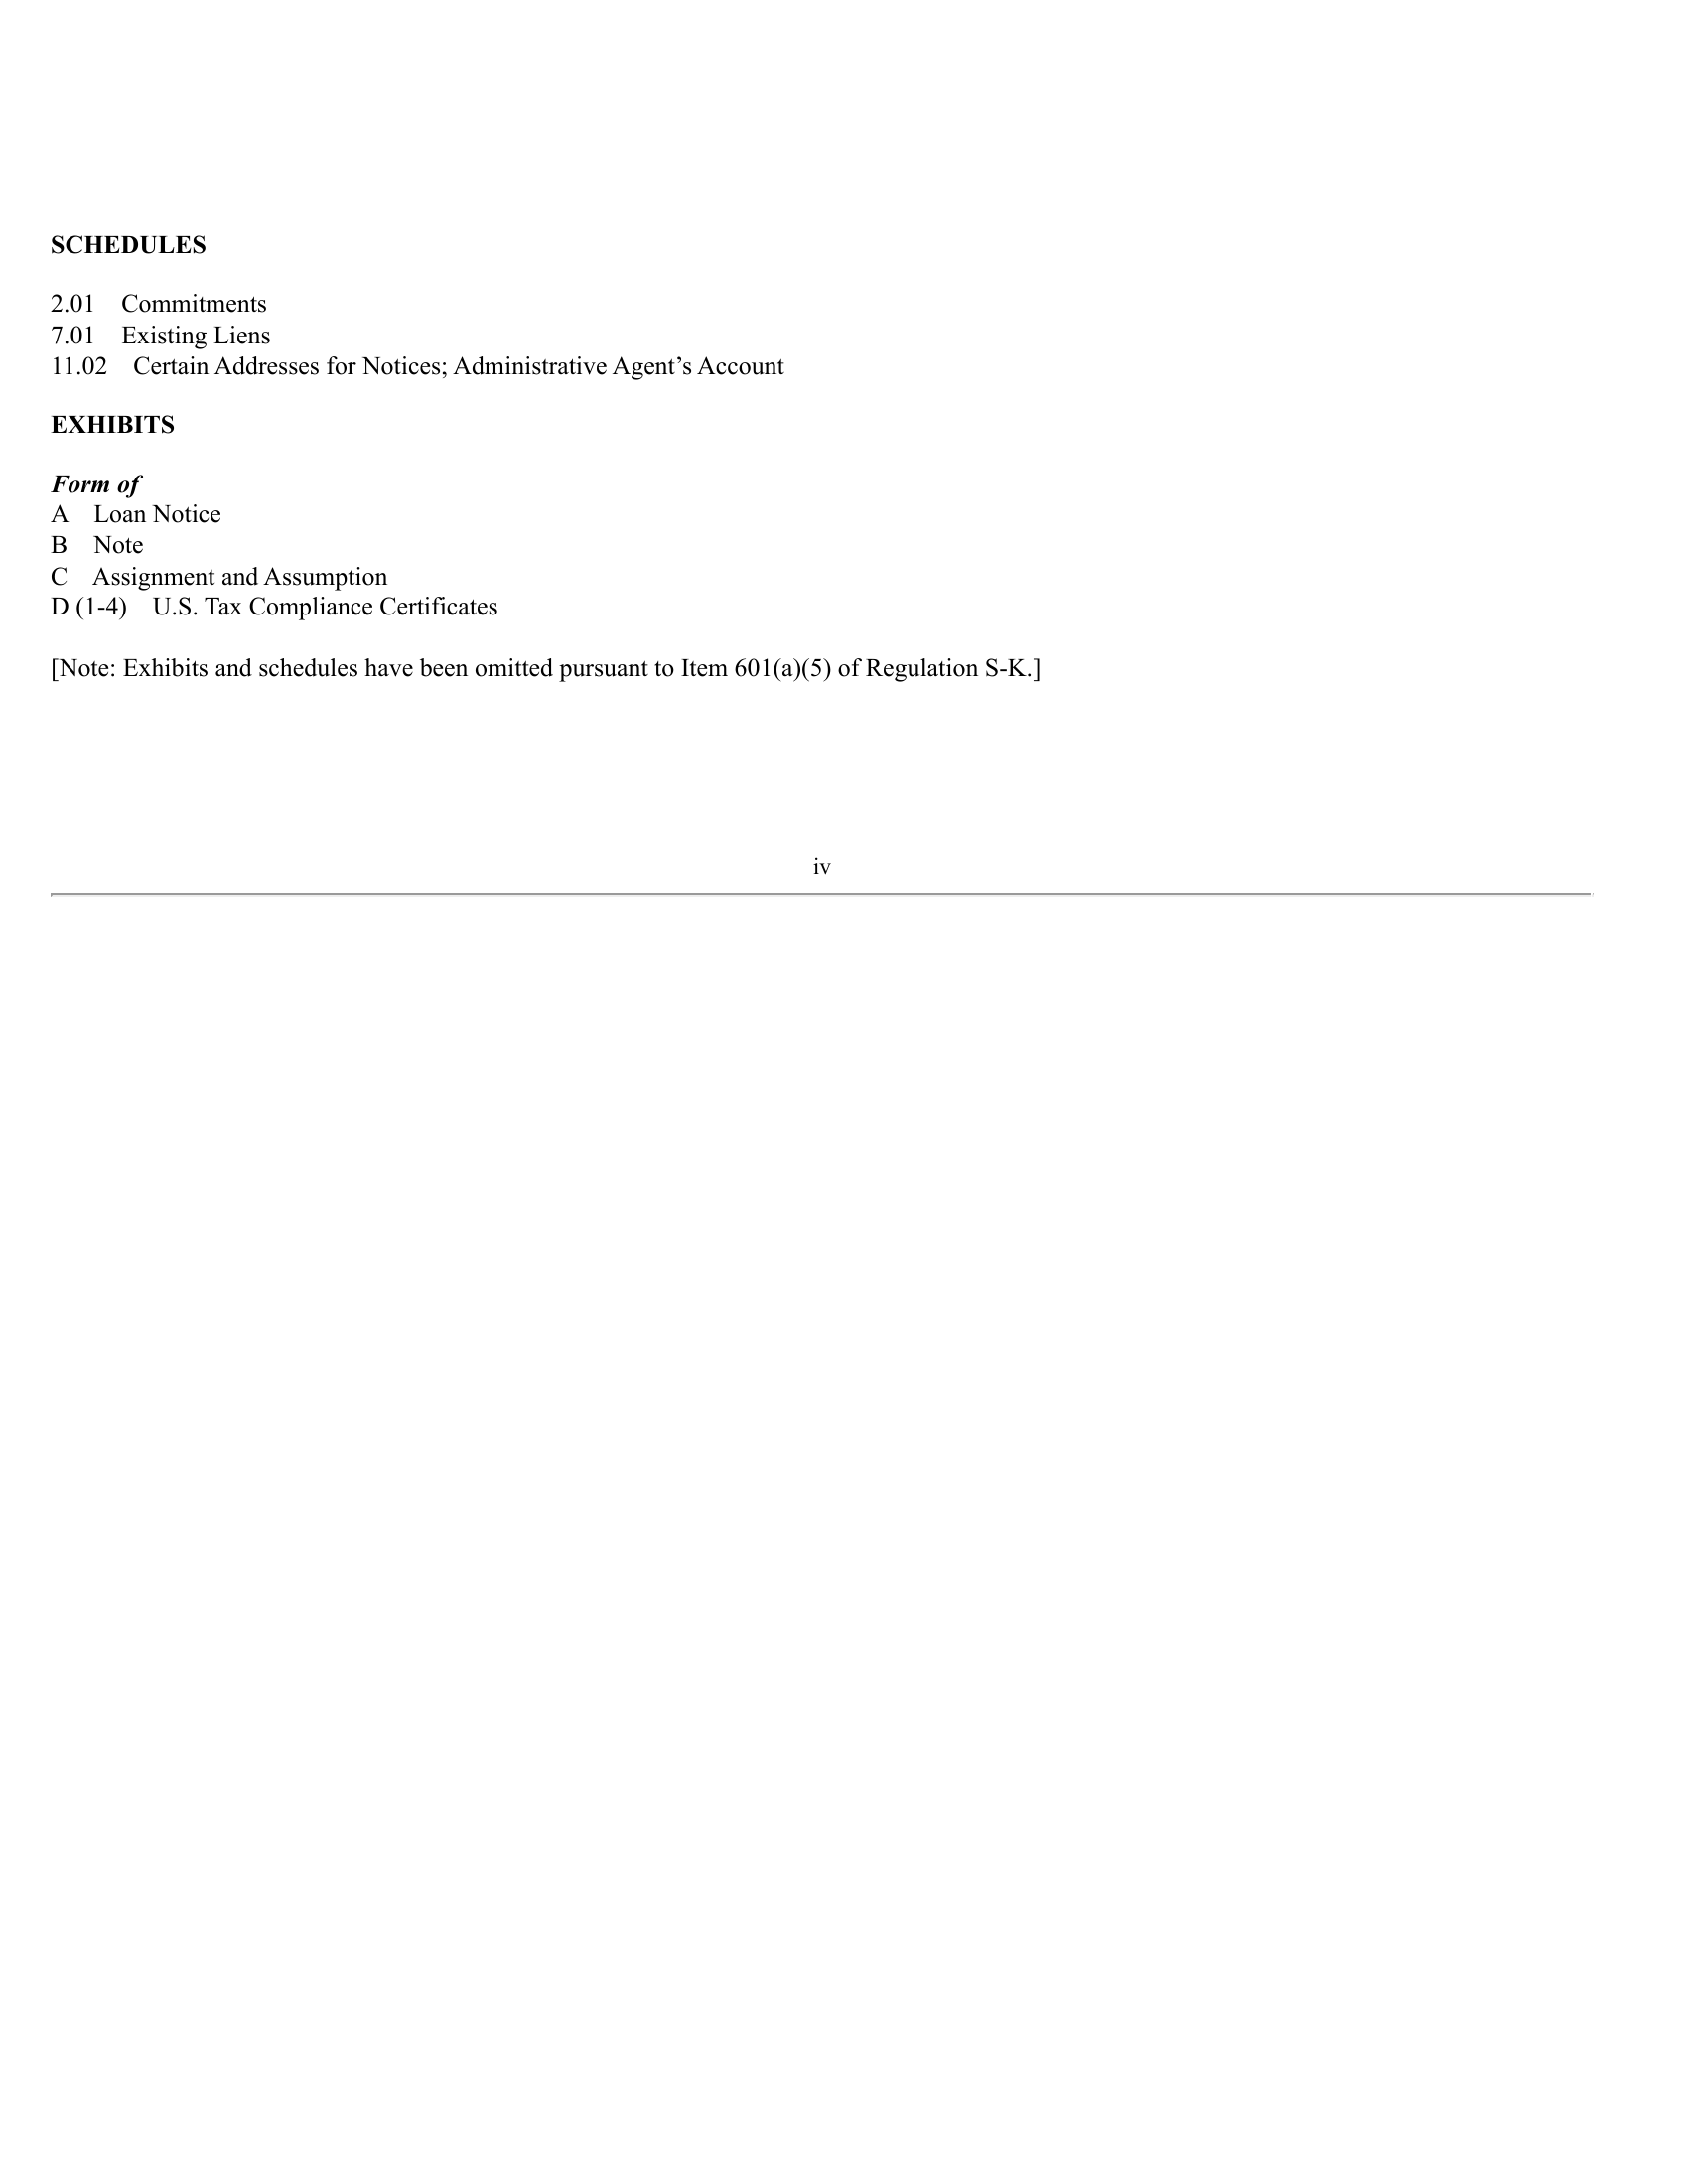 SCHEDULES
2.01 Commitments
7.01 Existing Liens
11.02 Certain Addresses for Notices; Administrative Agent’s Account
EXHIBITS
Form of
A Loan Notice
B Note
C Assignment and Assumption
D (1-4) U.S. Tax Compliance Certificates
[Note: Exhibits and schedules have been omitted pursuant to Item 601(a)(5) of Regulation S-K.]
iv